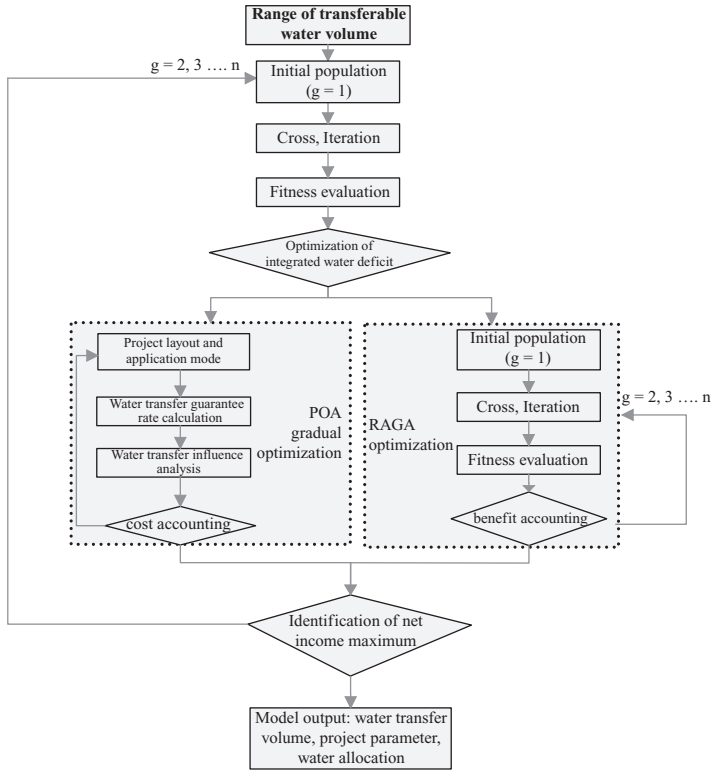 Range of transferable
water volume
g = 2, 3 …. n
Initial population
(g = 1)
Cross, Iteration
Fitness evaluation
Optimization of
integrated water deficit
Project layout and
application mode
Water transfer guarantee
rate calculation
Water transfer influence
analysis
cost accounting
POA
gradual
optimization
RAGA
optimization
Initial population
(g = 1)
Cross, Iteration
Fitness evaluation
benefit accounting
g = 2, 3 …. n
Identification of net
income maximum
Model output: water transfer
volume, project parameter,
water allocation